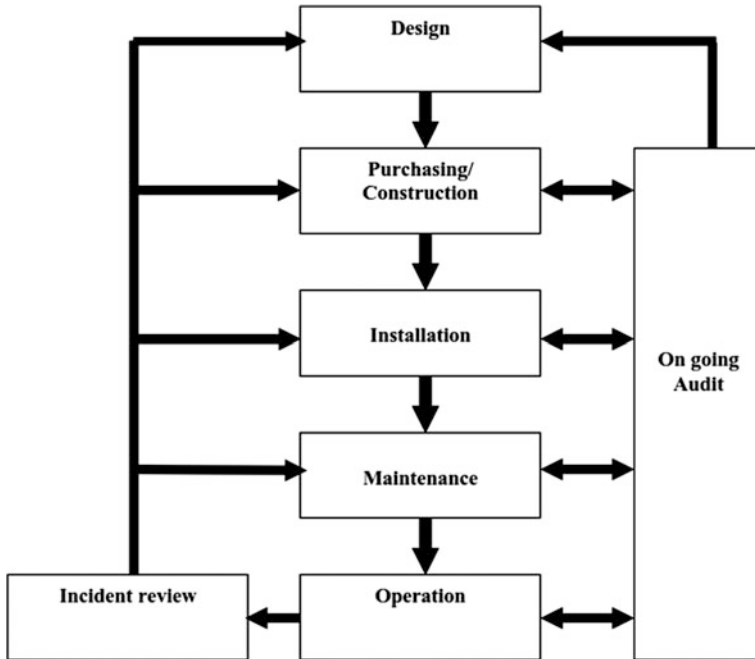 Design
Purchasing/
Construction
Installation
On going
Audit
Maintenance
Incident review
Operation